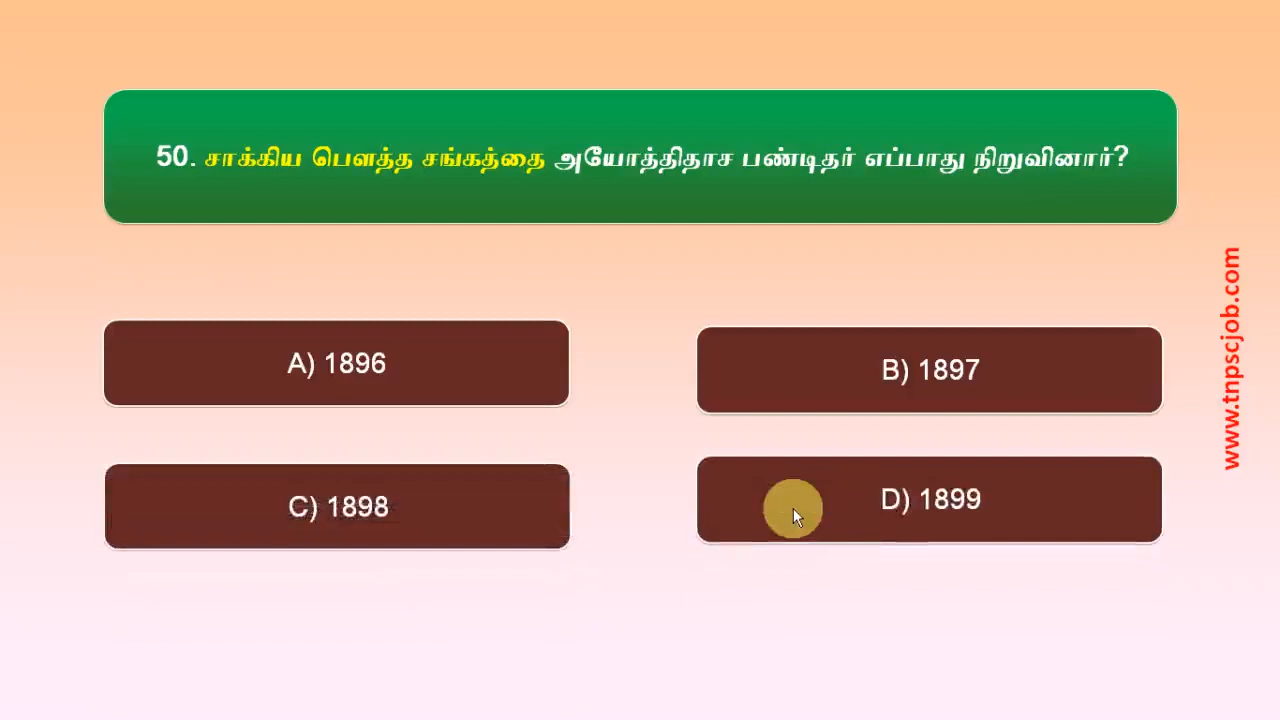 50. சாக்கிய பௌத்த சங்கத்தை அயோத்திதாச பண்டிதர் எப்பாது நிறுவினார்?
A) 1896
B) 1897
C) 1898
D) 1899
www.tnpscjob.com